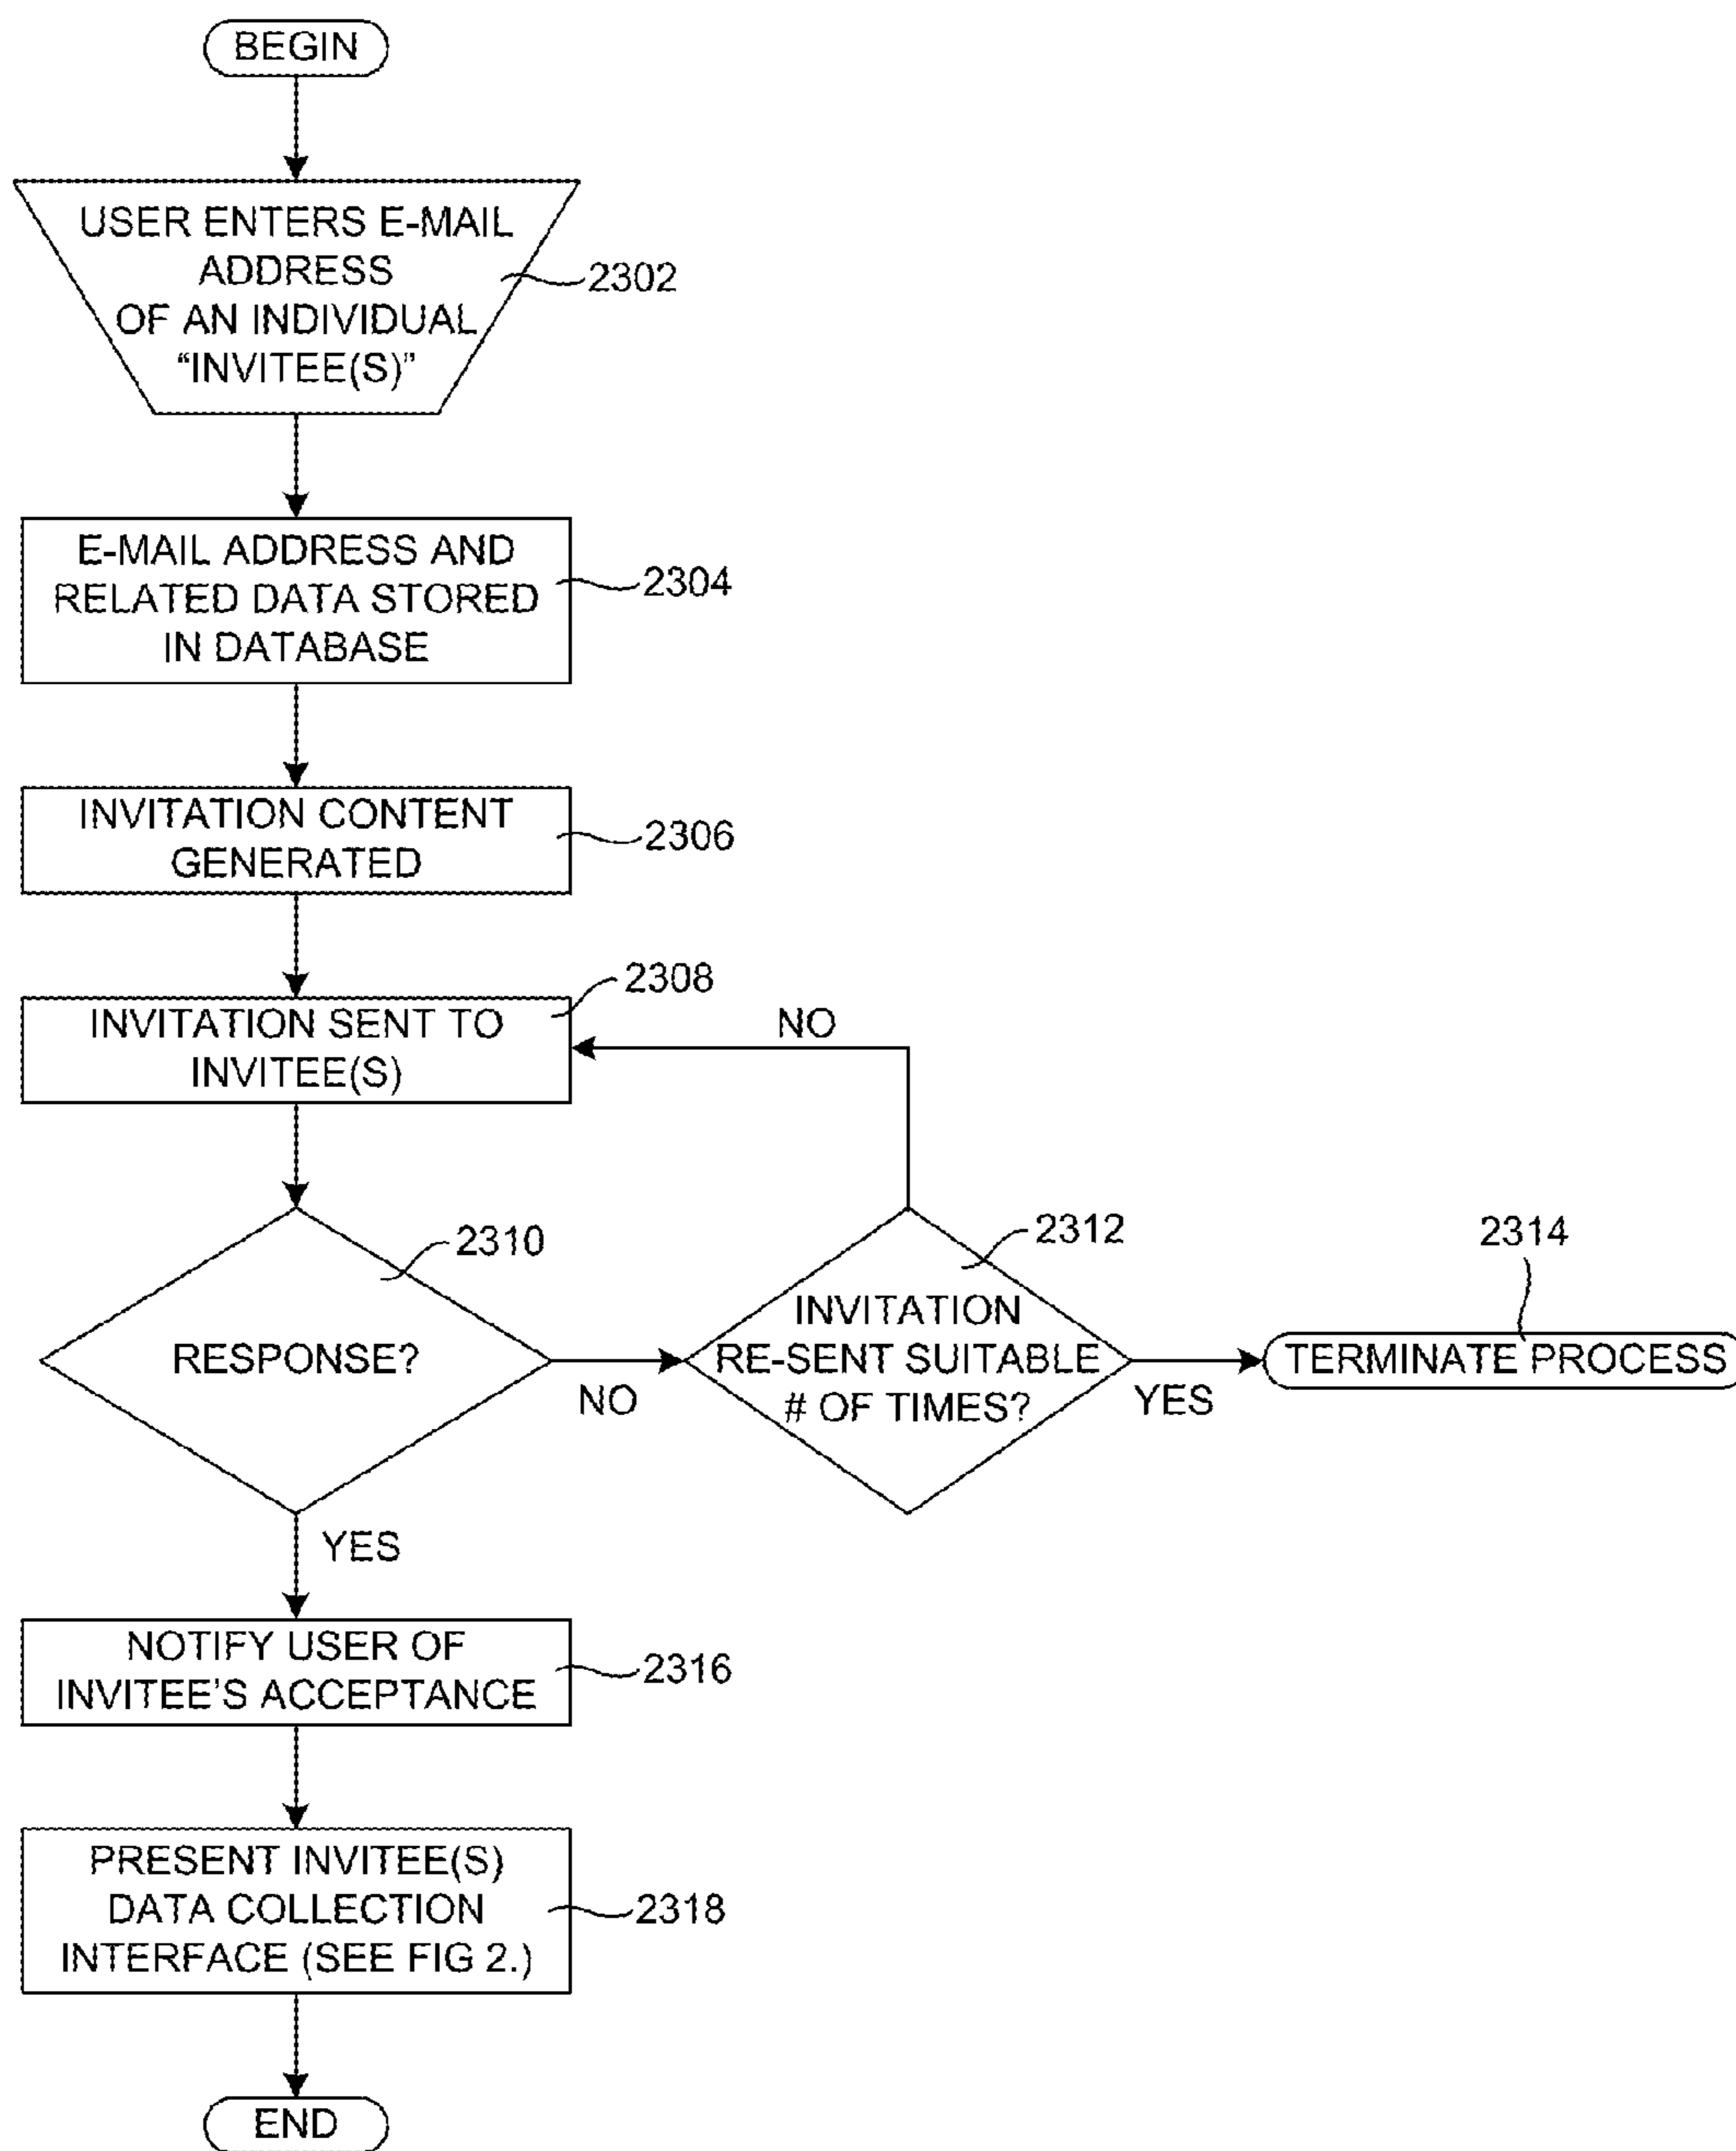 BEGIN
USER ENTERS E-MAIL
ADDRESS
OF AN INDIVIDUAL
“INVITEE(S)”
2302
E-MAIL ADDRESS AND
RELATED DATA STORED
IN DATABASE
2304
INVITATION CONTENT
GENERATED
2306
INVITATION SENT TO
INVITEE(S)
2308
NO
RESPONSE?
2310
NO
INVITATION
RE-SENT SUITABLE
# OF TIMES?
2312
YES
TERMINATE PROCESS
2314
YES
NOTIFY USER OF
INVITEE’S ACCEPTANCE
2316
PRESENT INVITEE(S)
DATA COLLECTION
INTERFACE (SEE FIG 2.)
2318
END